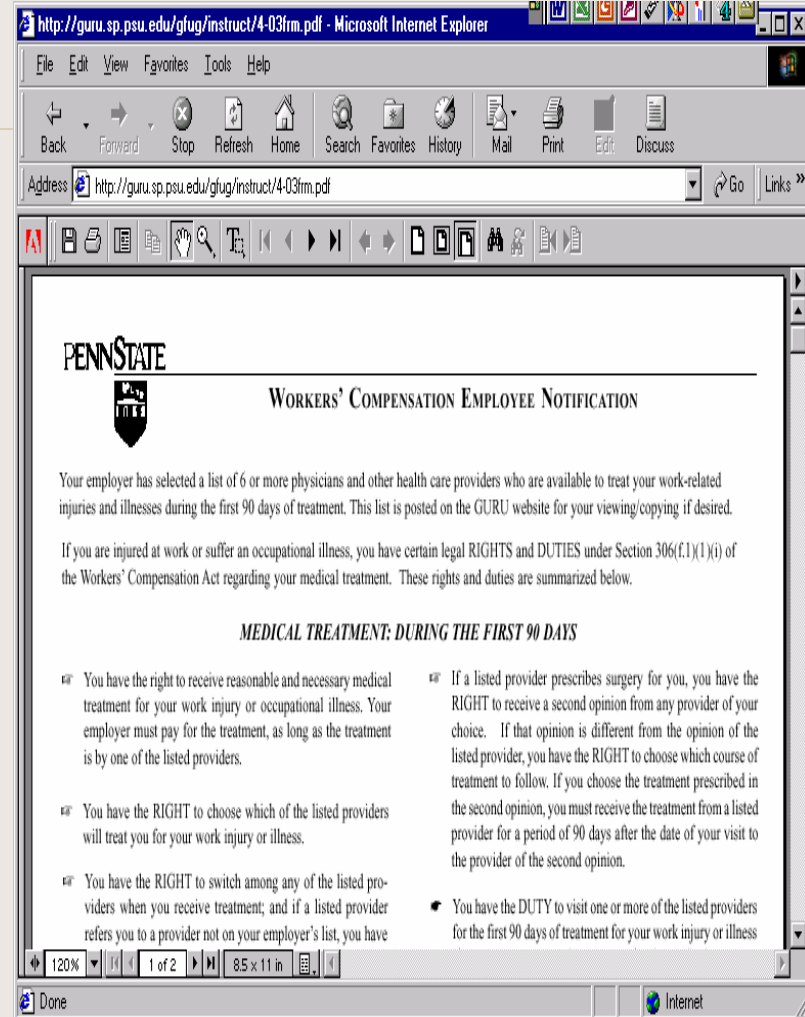 http://guru.sp.psu.edu/gfug/instruct/4-03frm.pdf - Microsoft Internet Explorer
File Edit View Favorites Tools Help
Back Forward Stop Refresh Home Search Favorites History Mail Print Edit Discuss
Address http://guru.sp.psu.edu/gfug/instruct/4-03frm.pdf Go Links »
PENNSTATE
WORKERS' COMPENSATION EMPLOYEE NOTIFICATION
Your employer has selected a list of 6 or more physicians and other health care providers who are available to treat your work-related
injuries and illnesses during the first 90 days of treatment. This list is posted on the GURU website for your viewing/copying if desired.
If you are injured at work or suffer an occupational illness, you have certain legal RIGHTS and DUTIES under Section 306(f.1)(1)(i) of
the Workers' Compensation Act regarding your medical treatment. These rights and duties are summarized below.
MEDICAL TREATMENT: DURING THE FIRST 90 DAYS
You have the right to receive reasonable and necessary medical
treatment for your work injury or occupational illness. Your
employer must pay for the treatment, as long as the treatment
is by one of the listed providers.
You have the RIGHT to choose which of the listed providers
will treat you for your work injury or illness.
You have the RIGHT to switch among any of the listed pro-
viders when you receive treatment; and if a listed provider
refers you to a provider not on your employer's list, you have
If a listed provider prescribes surgery for you, you have the
RIGHT to receive a second opinion from any provider of your
choice. If that opinion is different from the opinion of the
listed provider, you have the RIGHT to choose which course of
treatment to follow. If you choose the treatment prescribed in
the second opinion, you must receive the treatment from a listed
provider for a period of 90 days after the date of your visit to
the provider of the second opinion.
You have the DUTY to visit one or more of the listed providers
for the first 90 days of treatment for your work injury or illness
120% 1 of 2 8.5 x 11 in
Done Internet